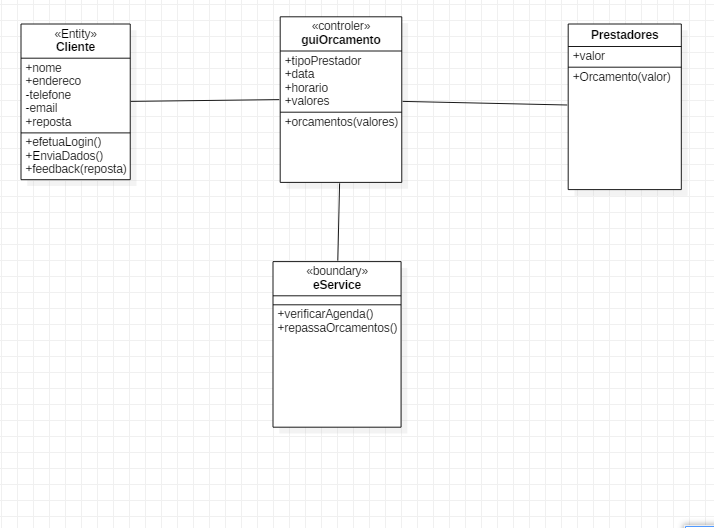 «Entity»
Cliente
+nome
+endereco
-telefone
-email
+reposta
+efetuaLogin()
+EnviaDados()
+feedback(reposta)
«controler»
guiOrcamento
+tipoPrestador
+data
+horario
+valores
+orcamentos(valores)
Prestadores
+valor
+Orcamento(valor)
«boundary»
eService
+verificarAgenda()
+repassaOrcamentos()